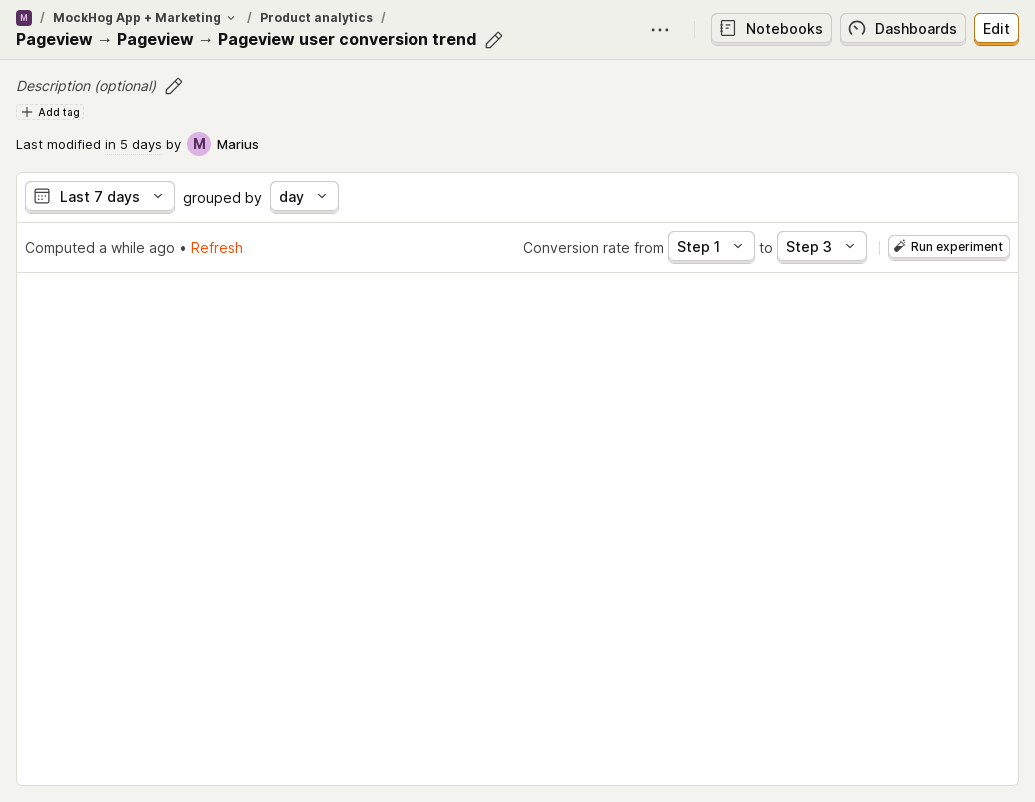 M / MockHog App + Marketing / Product analytics /
Pageview → Pageview → Pageview user conversion trend
Notebooks
Dashboards
Edit
Description (optional)
Add tag
Last modified in 5 days by M Marius
Last 7 days grouped by day
Computed a while ago • Refresh
Conversion rate from Step 1 to Step 3
Run experiment